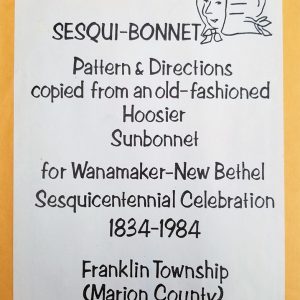 SESQUI-BONNET
Pattern & Directions
copied from an old-fashioned
Hoosier
Sunbonnet
for Wanamaker-New Bethel
Sesquicentennial Celebration
1834-1984
Franklin Township
(Marion County)